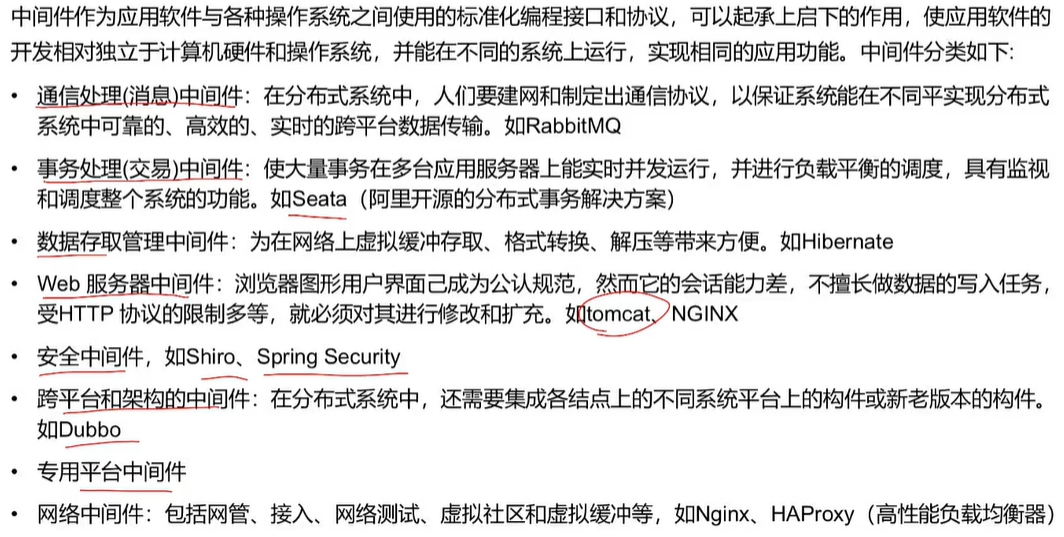 中间件作为应用软件与各种操作系统之间使用的标准化编程接口和协议，可以起承上启下的作用，使应用软件的
开发相对独立于计算机硬件和操作系统，并能在不同的系统上运行，实现相同的应用功能。中间件分类如下：
• 通信处理(消息)中间件：在分布式系统中，人们要建网和制定出通信协议，以保证系统能在不同平实现分布式
系统中可靠的、高效的、实时的跨平台数据传输。如RabbitMQ
• 事务处理(交易)中间件：使大量事务在多台应用服务器上能实时并发运行，并进行负载平衡的调度，具有监视
和调度整个系统的功能。如Seata（阿里开源的分布式事务解决方案）
• 数据存取管理中间件：为在网络上虚拟缓冲存取、格式转换、解压等带来方便。如Hibernate
• Web 服务器中间件：浏览器图形用户界面己成为公认规范，然而它的会话能力差，不擅长做数据的写入任务，
受HTTP 协议的限制多等，就必须对其进行修改和扩充。如tomcat、NGINX
• 安全中间件，如Shiro、Spring Security
• 跨平台和架构的中间件：在分布式系统中，还需要集成各结点上的不同系统平台上的构件或新老版本的构件。
如Dubbo
• 专用平台中间件
• 网络中间件：包括网管、接入、网络测试、虚拟社区和虚拟缓冲等，如Nginx、HAProxy（高性能负载均衡器）